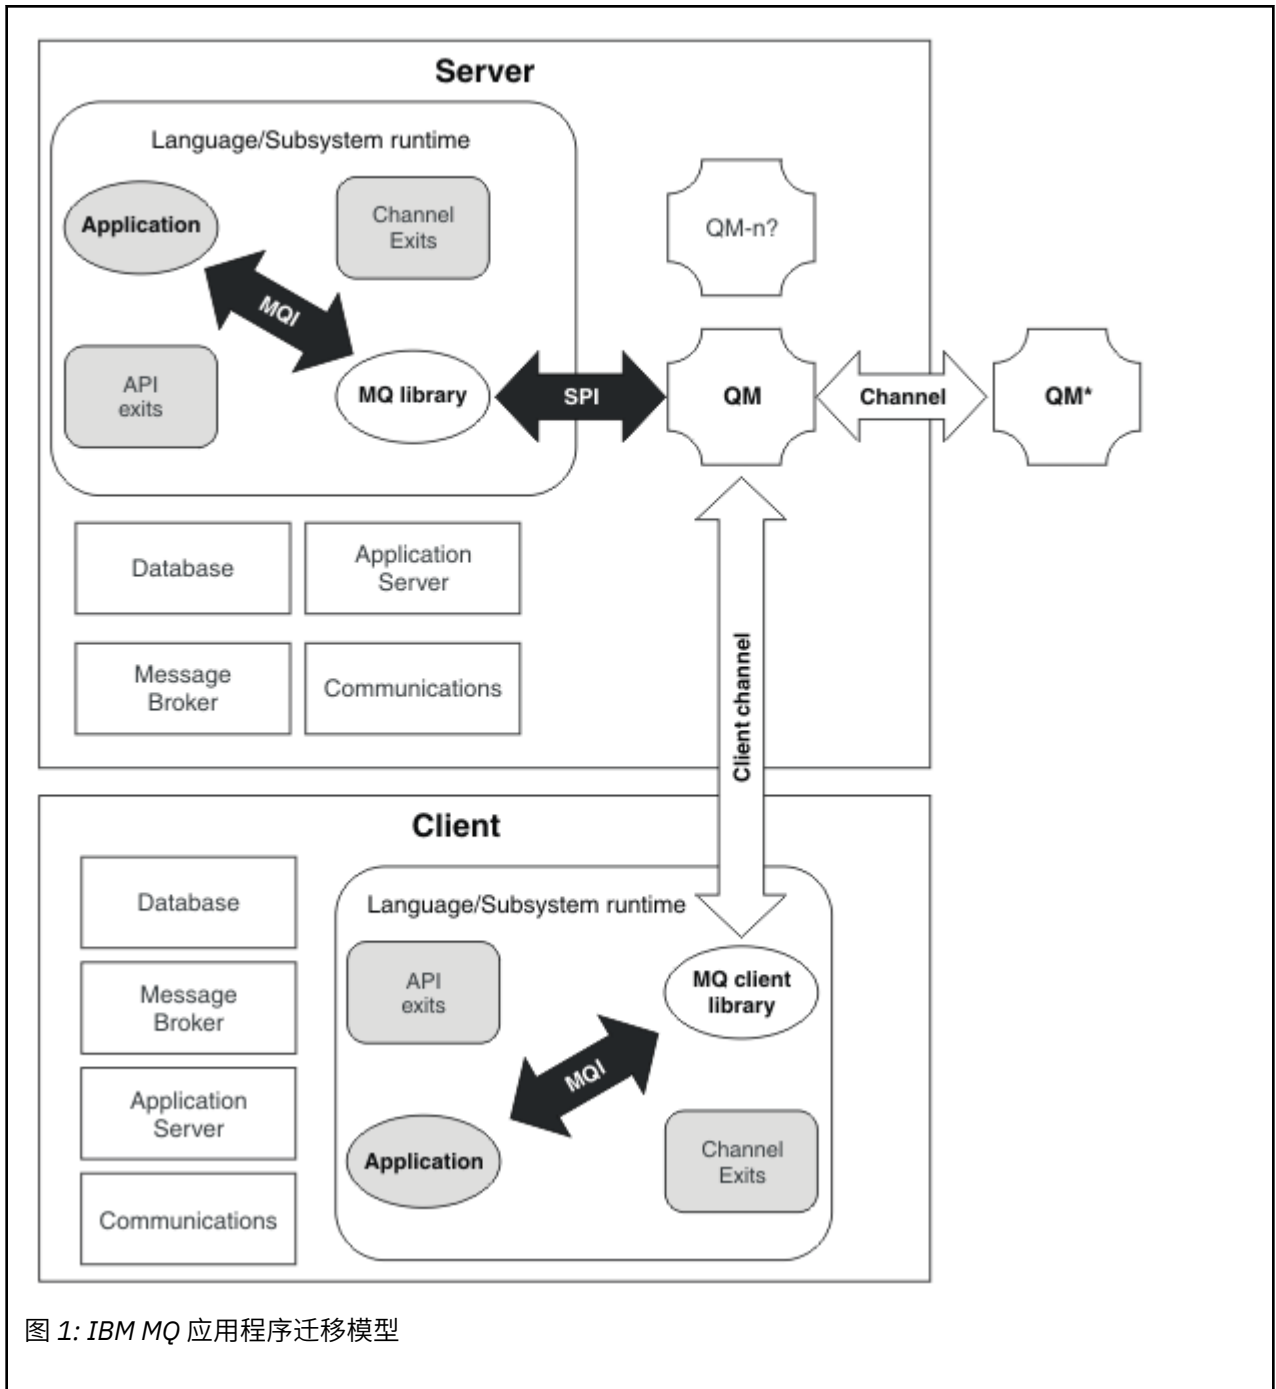 Server
Language/Subsystem runtime
Application
Channel
Exits
MQI
API
exits
MQ library
SPI
QM-n?
QM
Channel
QM*
Database
Application
Server
Message
Broker
Communications
Client channel
Client
Database
Message
Broker
Application
Server
Communications
Language/Subsystem runtime
API
exits
MQ client
library
MQI
Application
Channel
Exits
图 1: IBM MQ 应用程序迁移模型